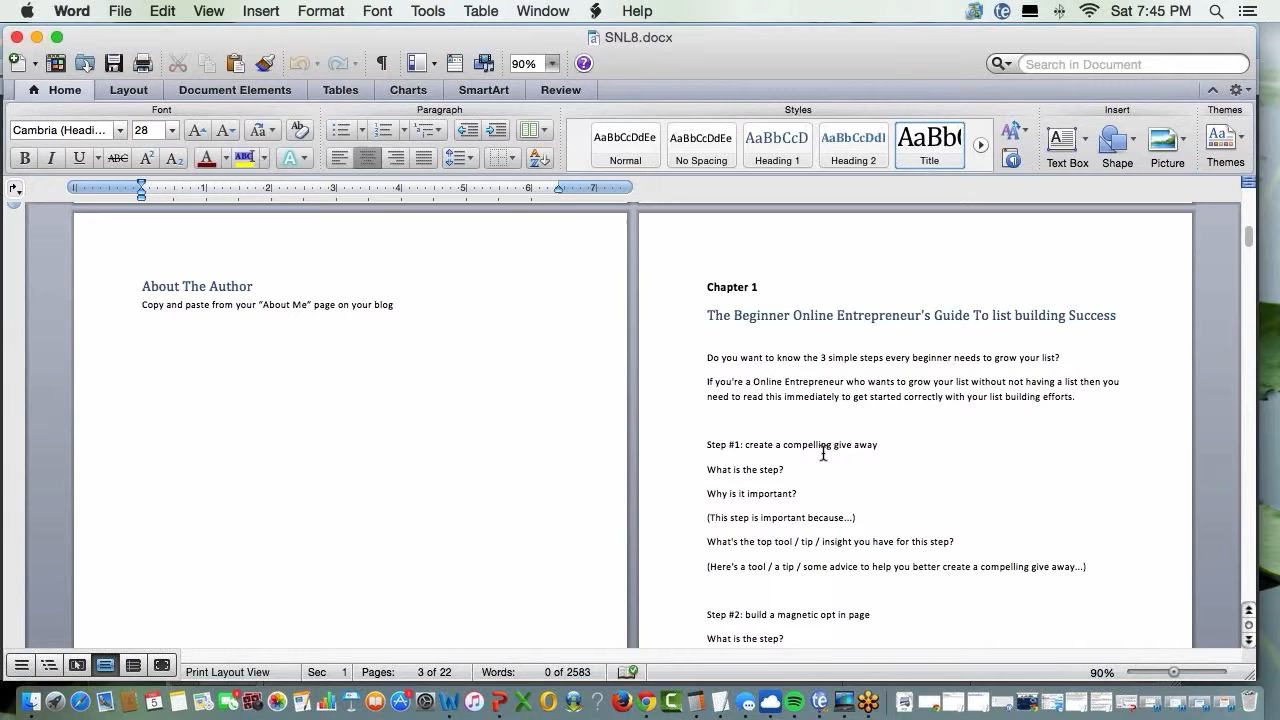 Word File Edit View Insert Format Font Tools Table Window Help Sat 7:45 PM
SNL8.docx
90% Search in Document
Home Layout Document Elements Tables Charts SmartArt Review
Font Paragraph Styles Insert Themes
Cambria (Headi... 28
AaBbCcDdEe AaBbCcDdEe AaBbCcD AaBbCcDdI AaBb(
Normal No Spacing Heading 1 Heading 2 Title Text Box Shape Picture Themes
1 2 3 4 5 6 7
About The Author
Copy and paste from your “About Me” page on your blog
Chapter 1
The Beginner Online Entrepreneur's Guide To list building Success
Do you want to know the 3 simple steps every beginner needs to grow your list?
If you're a Online Entrepreneur who wants to grow your list without not having a list then you
need to read this immediately to get started correctly with your list building efforts.
Step #1: create a compelling give away
What is the step?
Why is it important?
(This step is important because...)
What's the top tool / tip / insight you have for this step?
(Here's a tool / a tip / some advice to help you better create a compelling give away...)
Step #2: build a magnetic opt in page
What is the step?
Print Layout View Sec 1 Pages: 3 of 22 Words: 0 of 2583 90%